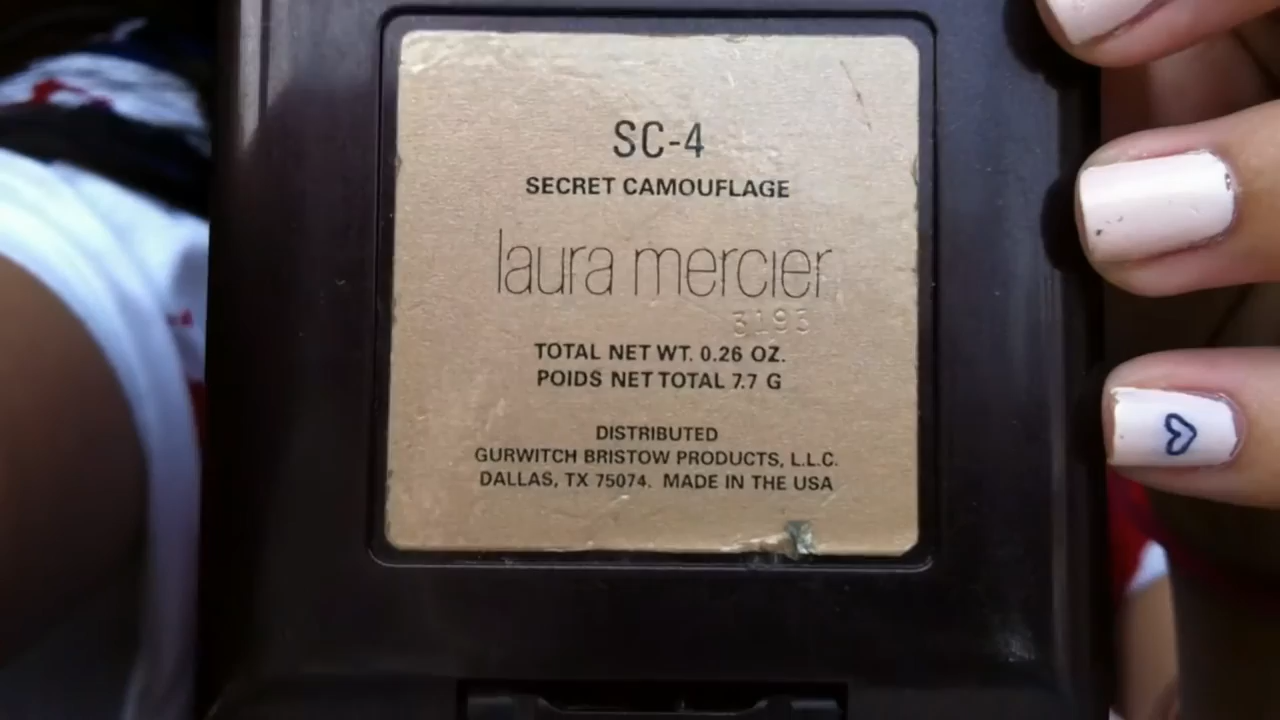 SC-4
SECRET CAMOUFLAGE
laura mercier
3193
TOTAL NET WT. 0.26 OZ.
POIDS NET TOTAL 7.7 G
DISTRIBUTED
GURWITCH BRISTOW PRODUCTS, L.L.C.
DALLAS, TX 75074. MADE IN THE USA